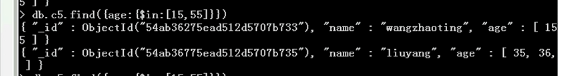 5 ] }
> db.c5.find({age:{$in:[15,55]}})
{ "_id" : ObjectId("54ab36275ead512d5707b733"), "name" : "wangzhaoting", "age" : [ 15
5 ] }
{ "_id" : ObjectId("54ab36775ead512d5707b735"), "name" : "liuyang", "age" : [ 35, 36,
] }